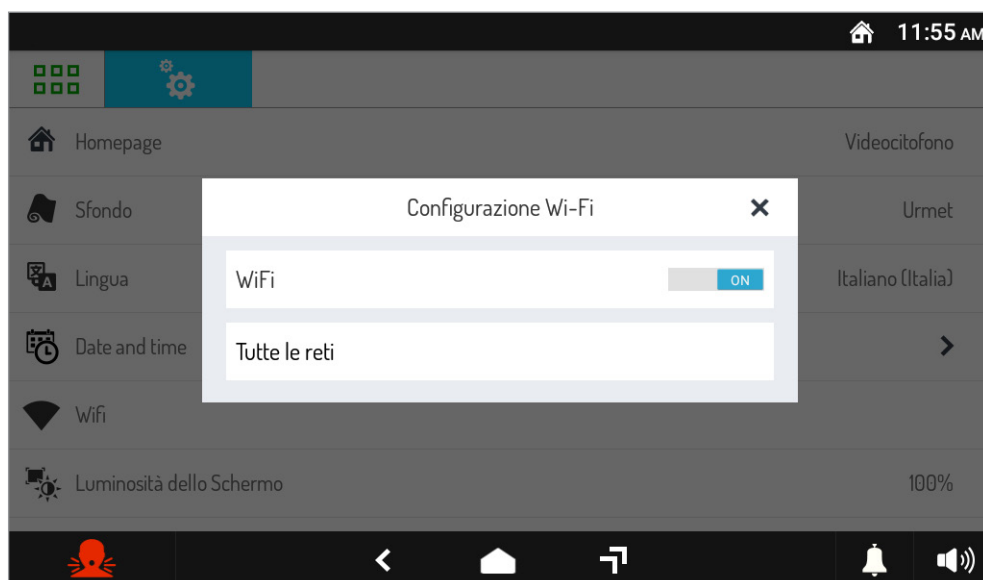 11:55 AM
Homepage
Videocitofono
Sfondo
Configurazione Wi-Fi
Urmet
Lingua
WiFi
ON
Italiano (Italia)
Date and time
Tutte le reti
Wifi
Luminosità dello Schermo
100%